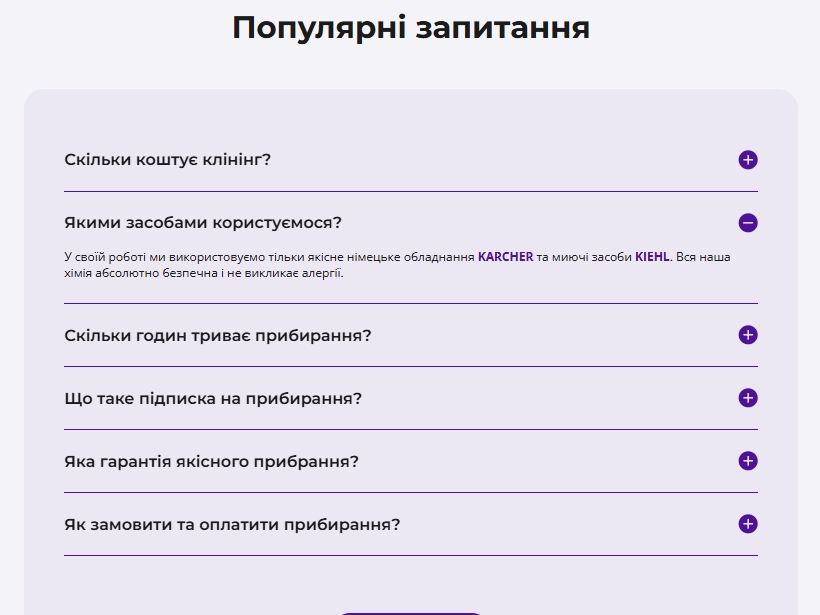 Популярні запитання
Скільки коштує клінінг?
Якими засобами користуємося?
У своїй роботі ми використовуємо тільки якісне німецьке обладнання KARCHER та миючі засоби KIEHL. Вся наша
хімія абсолютно безпечна і не викликає алергії.
Скільки годин триває прибирання?
Що таке підписка на прибирання?
Яка гарантія якісного прибрання?
Як замовити та оплатити прибирання?